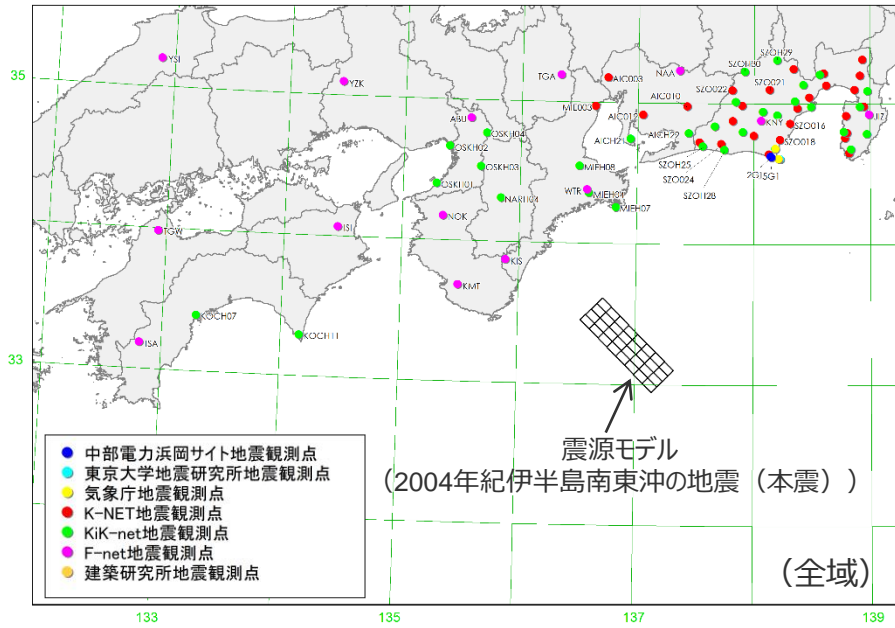 YSI
SZOH29
35
YZK
TGA
AIC003
NAA
SZOH30
SZO021
SZO022
MIE003
AIC010
ABU
AIC012
KNY
JIZ
SZO016
OSKH04
AICH22
SZO018
OSKH02
AICH21
OSKH03
MIEH08
SZOH25
2G1
5G1
OSKH01
SZO024
WTR
MIEH04
SZOH28
NARH04
MIEH07
NOK
ISI
TGW
KIS
KMT
KOCH07
KOCH11
ISA
33
震源モデル
(2004年紀伊半島南東沖の地震(本震))
中部電力浜岡サイト地震観測点
東京大学地震研究所地震観測点
気象庁地震観測点
K-NET地震観測点
KiK-net地震観測点
F-net地震観測点
建築研究所地震観測点
(全域)
133
135
137
139